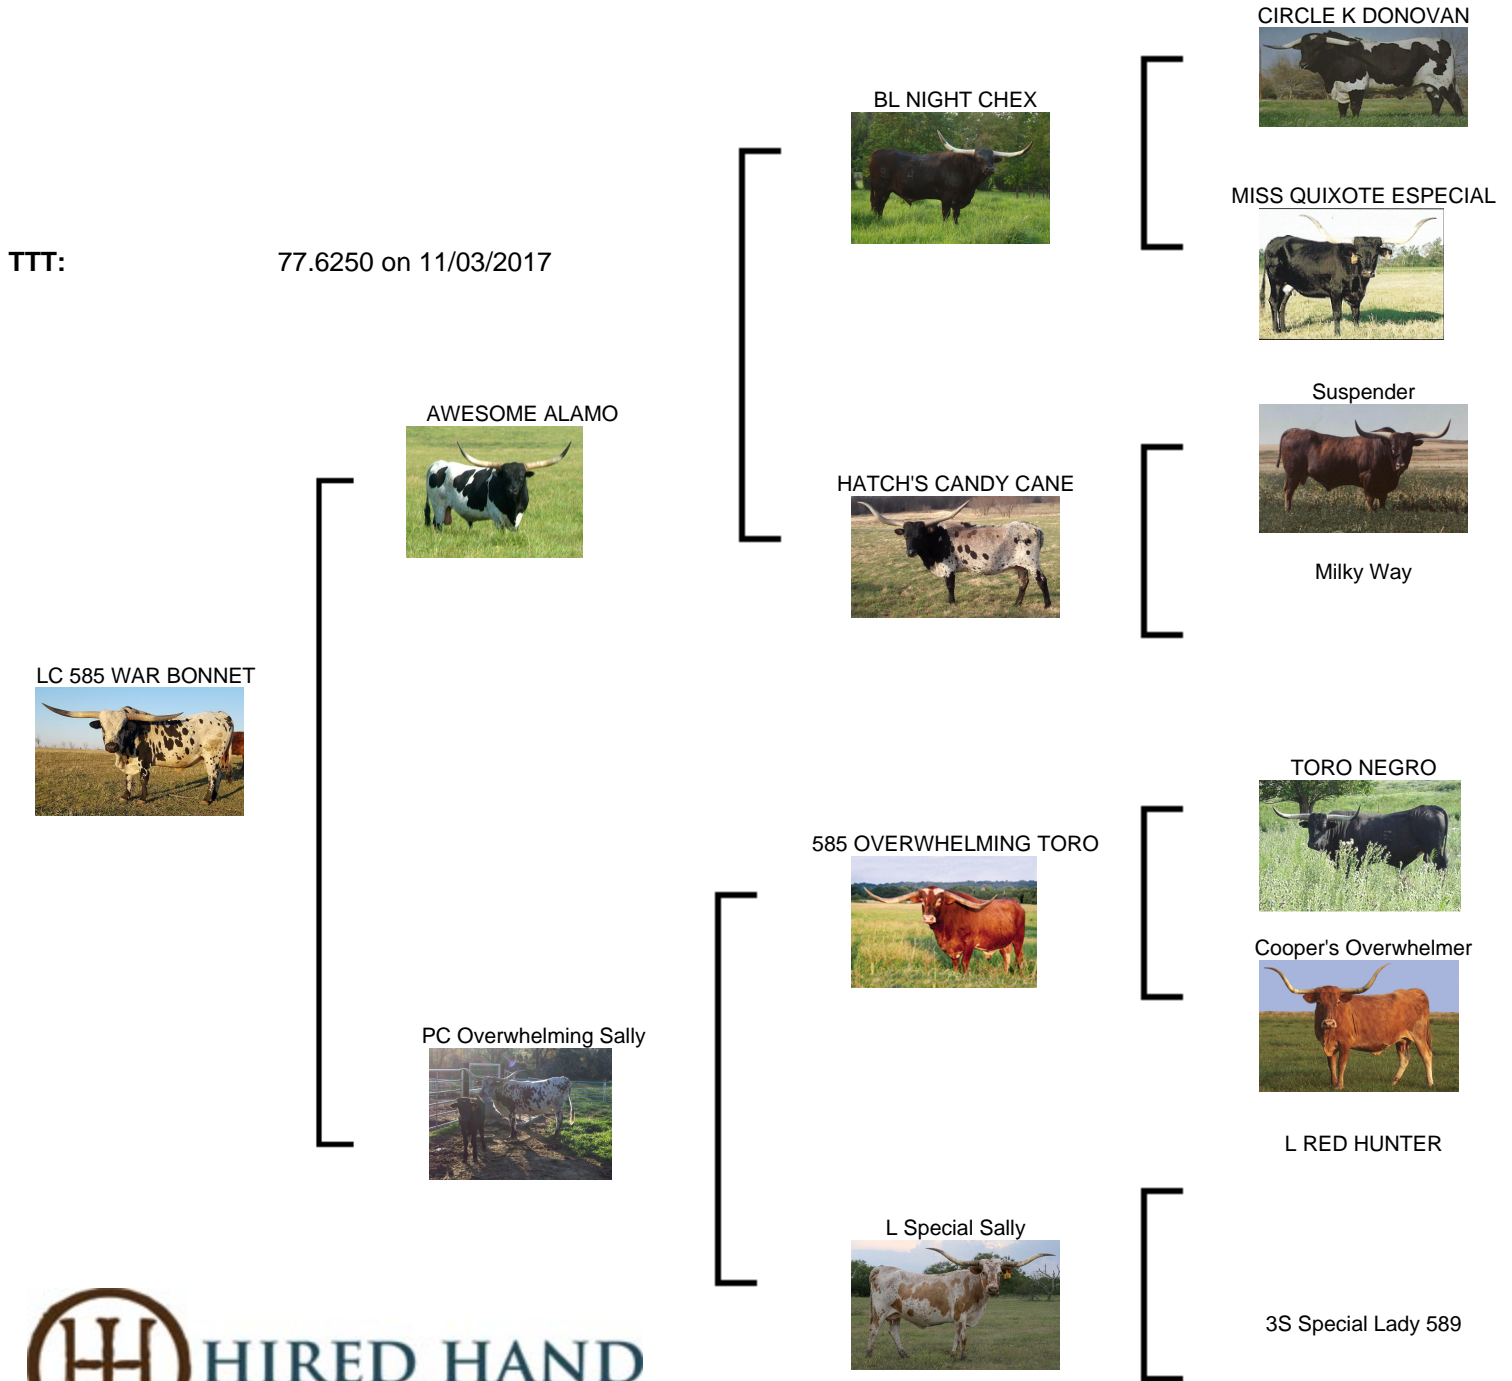 CIRCLE K DONOVAN
BL NIGHT CHEX
MISS QUIXOTE ESPECIAL
TTT: 77.6250 on 11/03/2017
Suspender
AWESOME ALAMO
HATCH'S CANDY CANE
Milky Way
LC 585 WAR BONNET
TORO NEGRO
585 OVERWHELMING TORO
Cooper's Overwhelmer
PC Overwhelming Sally
L RED HUNTER
L Special Sally
3S Special Lady 589
HIRED HAND